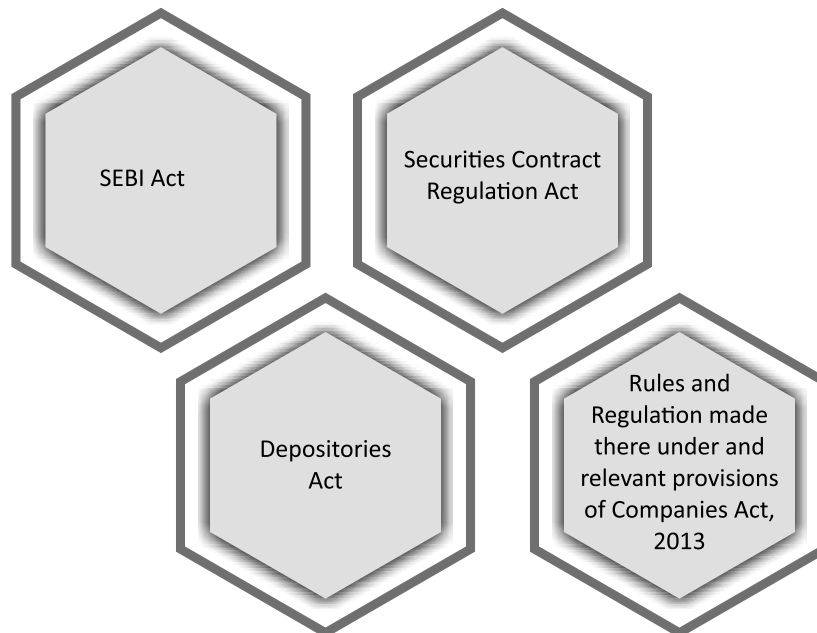 SEBI Act
Securities Contract
Regulation Act
Depositories
Act
Rules and
Regulation made
there under and
relevant provisions
of Companies Act,
2013